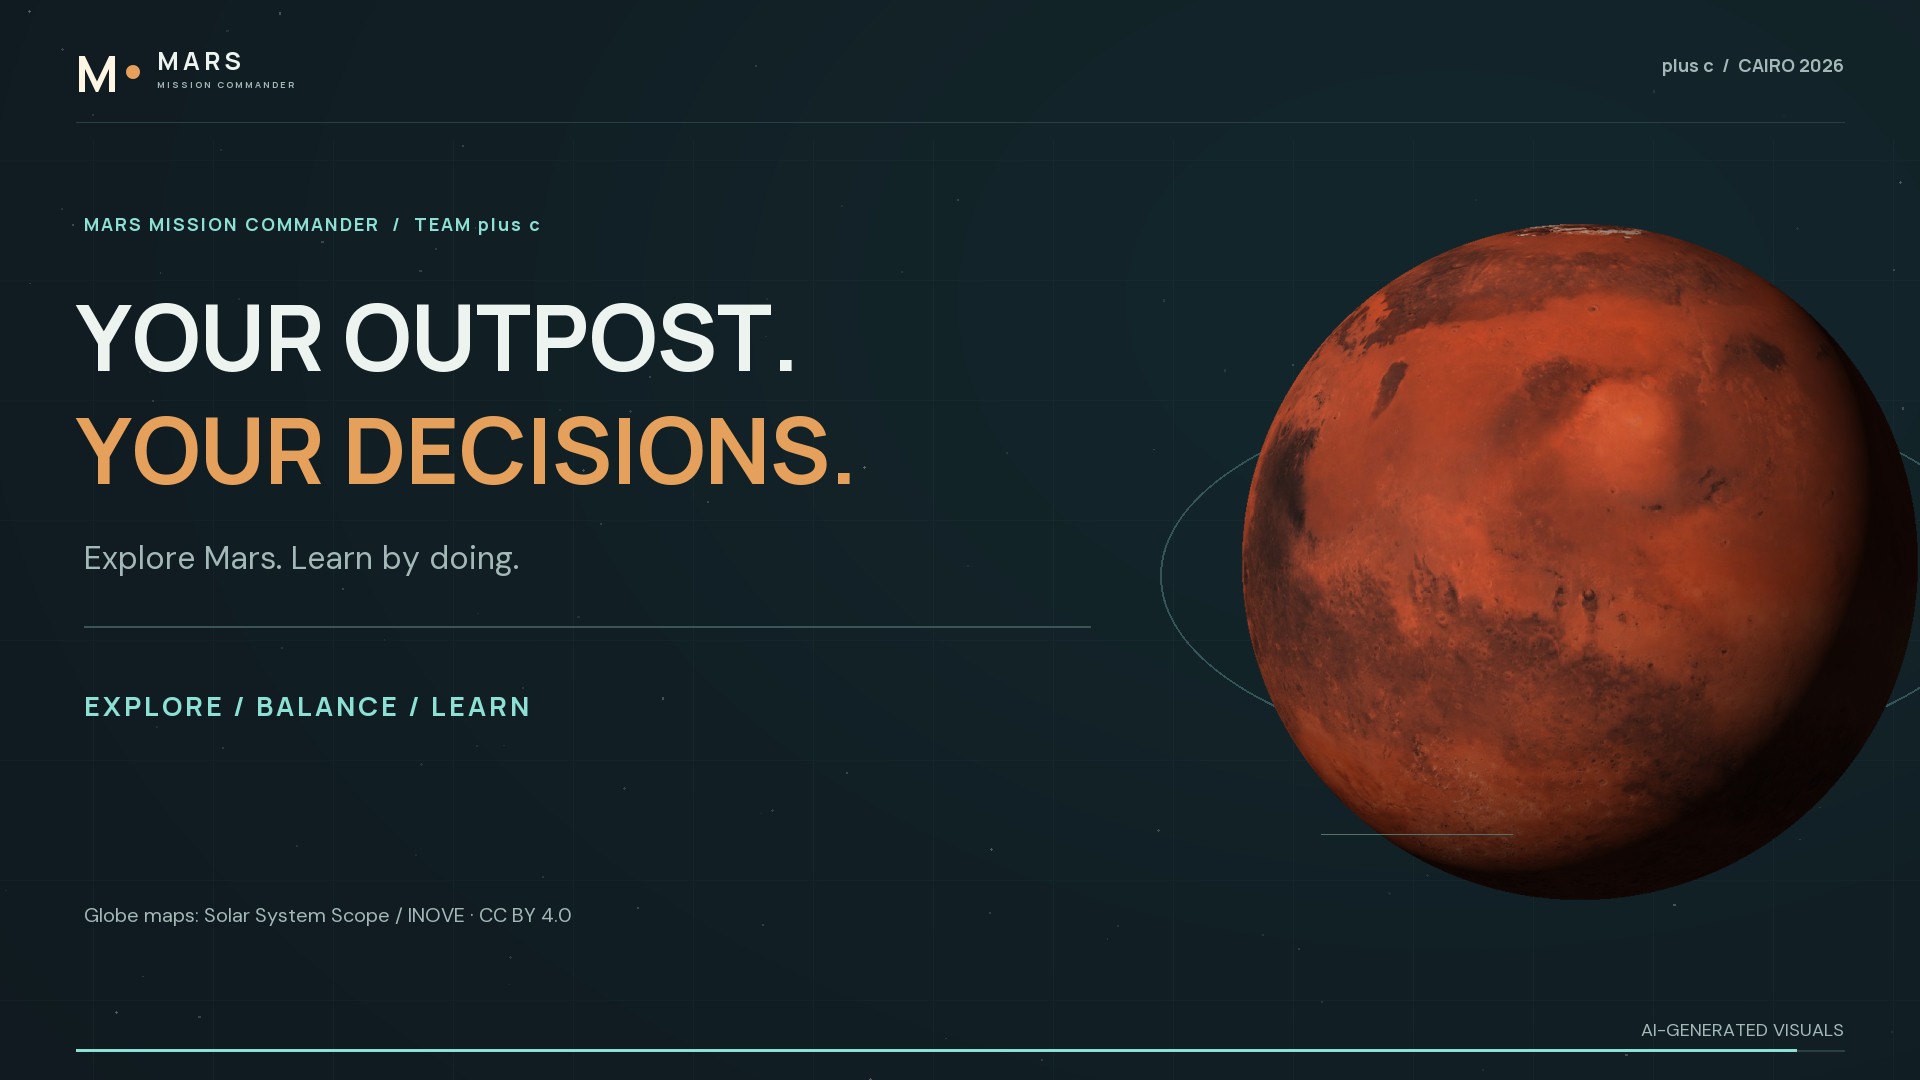 M
MARS
MISSION COMMANDER
plus c / CAIRO 2026
MARS MISSION COMMANDER / TEAM plus c
YOUR OUTPOST.
YOUR DECISIONS.
Explore Mars. Learn by doing.
EXPLORE / BALANCE / LEARN
Globe maps: Solar System Scope / INOVE · CC BY 4.0
AI-GENERATED VISUALS